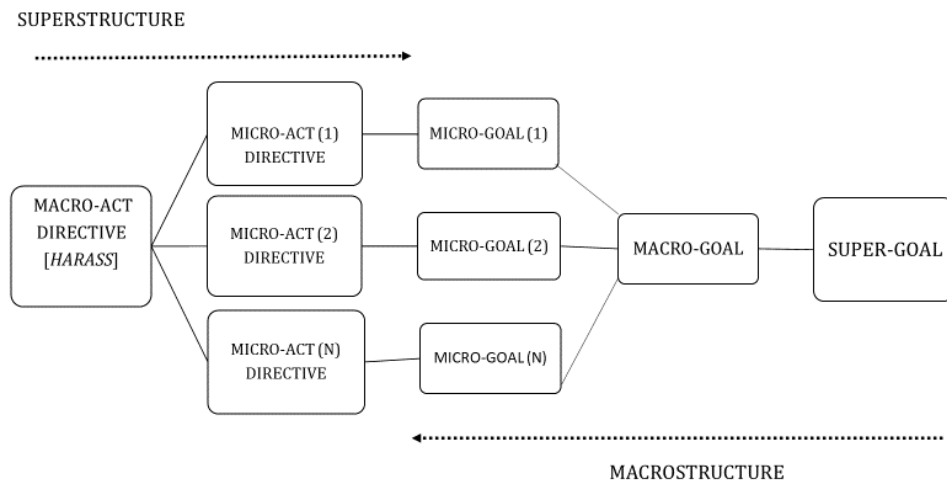 SUPERSTRUCTURE
MICRO-ACT (1)
DIRECTIVE
MICRO-GOAL (1)
MACRO-ACT
DIRECTIVE
[HARASS]
MICRO-ACT (2)
DIRECTIVE
MICRO-GOAL (2)
MACRO-GOAL
SUPER-GOAL
MICRO-ACT (N)
DIRECTIVE
MICRO-GOAL (N)
MACROSTRUCTURE